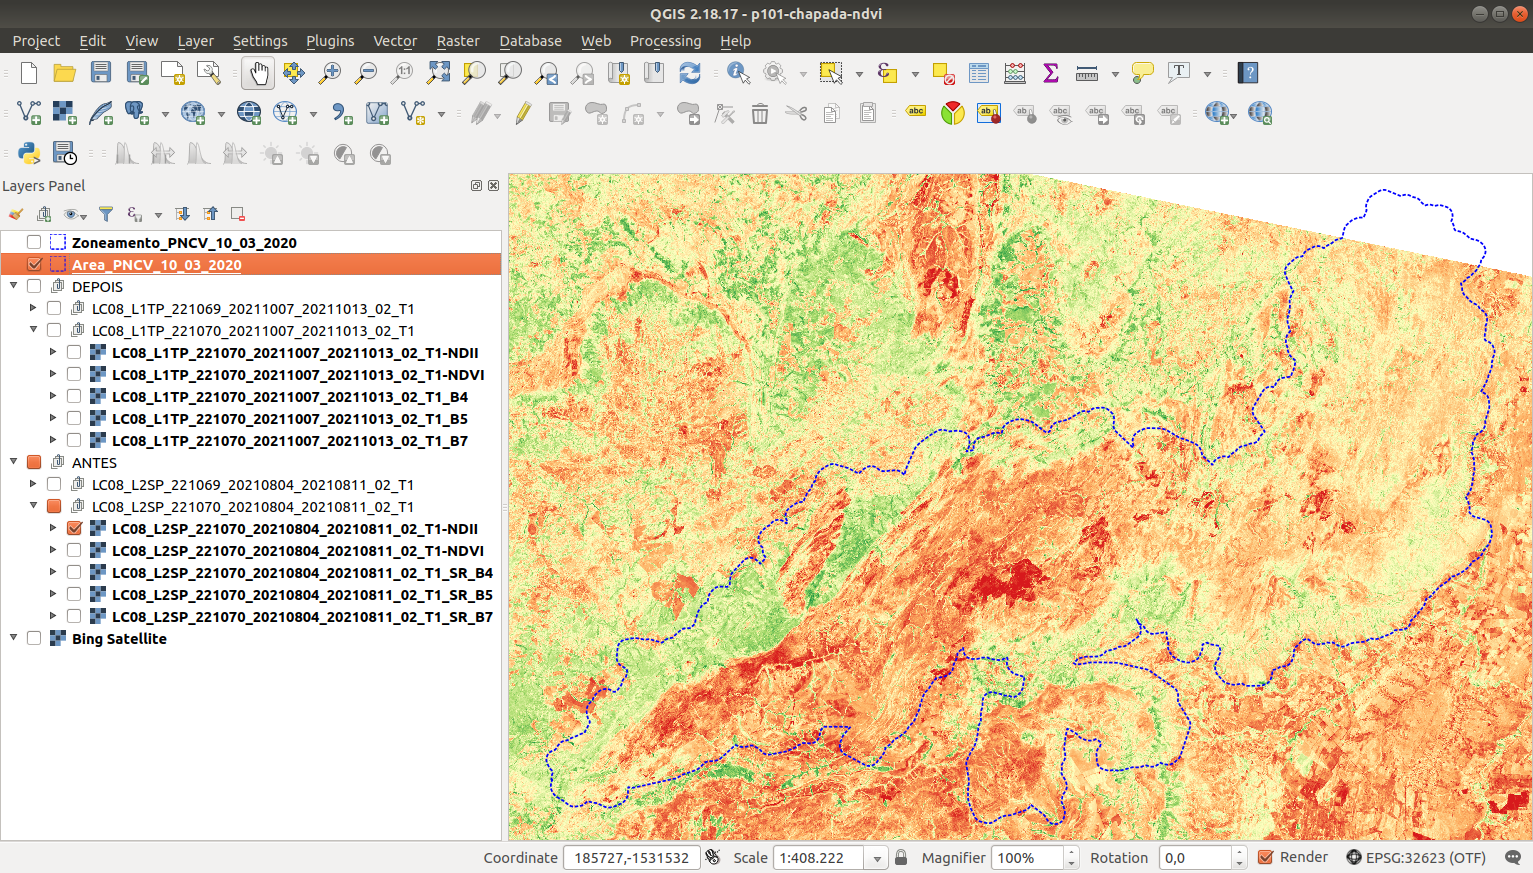 QGIS 2.18.17 - p101-chapada-ndvi
Project Edit View Layer Settings Plugins Vector Raster Database Web Processing Help
Layers Panel
Zoneamento_PNCV_10_03_2020
Area_PNCV_10_03_2020
DEPOIS
LC08_L1TP_221069_20211007_20211013_02_T1
LC08_L1TP_221070_20211007_20211013_02_T1
LC08_L1TP_221070_20211007_20211013_02_T1-NDII
LC08_L1TP_221070_20211007_20211013_02_T1-NDVI
LC08_L1TP_221070_20211007_20211013_02_T1_B4
LC08_L1TP_221070_20211007_20211013_02_T1_B5
LC08_L1TP_221070_20211007_20211013_02_T1_B7
ANTES
LC08_L2SP_221069_20210804_20210811_02_T1
LC08_L2SP_221070_20210804_20210811_02_T1
LC08_L2SP_221070_20210804_20210811_02_T1-NDII
LC08_L2SP_221070_20210804_20210811_02_T1-NDVI
LC08_L2SP_221070_20210804_20210811_02_T1_SR_B4
LC08_L2SP_221070_20210804_20210811_02_T1_SR_B5
LC08_L2SP_221070_20210804_20210811_02_T1_SR_B7
Bing Satellite
Coordinate 185727,-1531532 Scale 1:408.222 Magnifier 100% Rotation 0,0 Render EPSG:32623 (OTF)